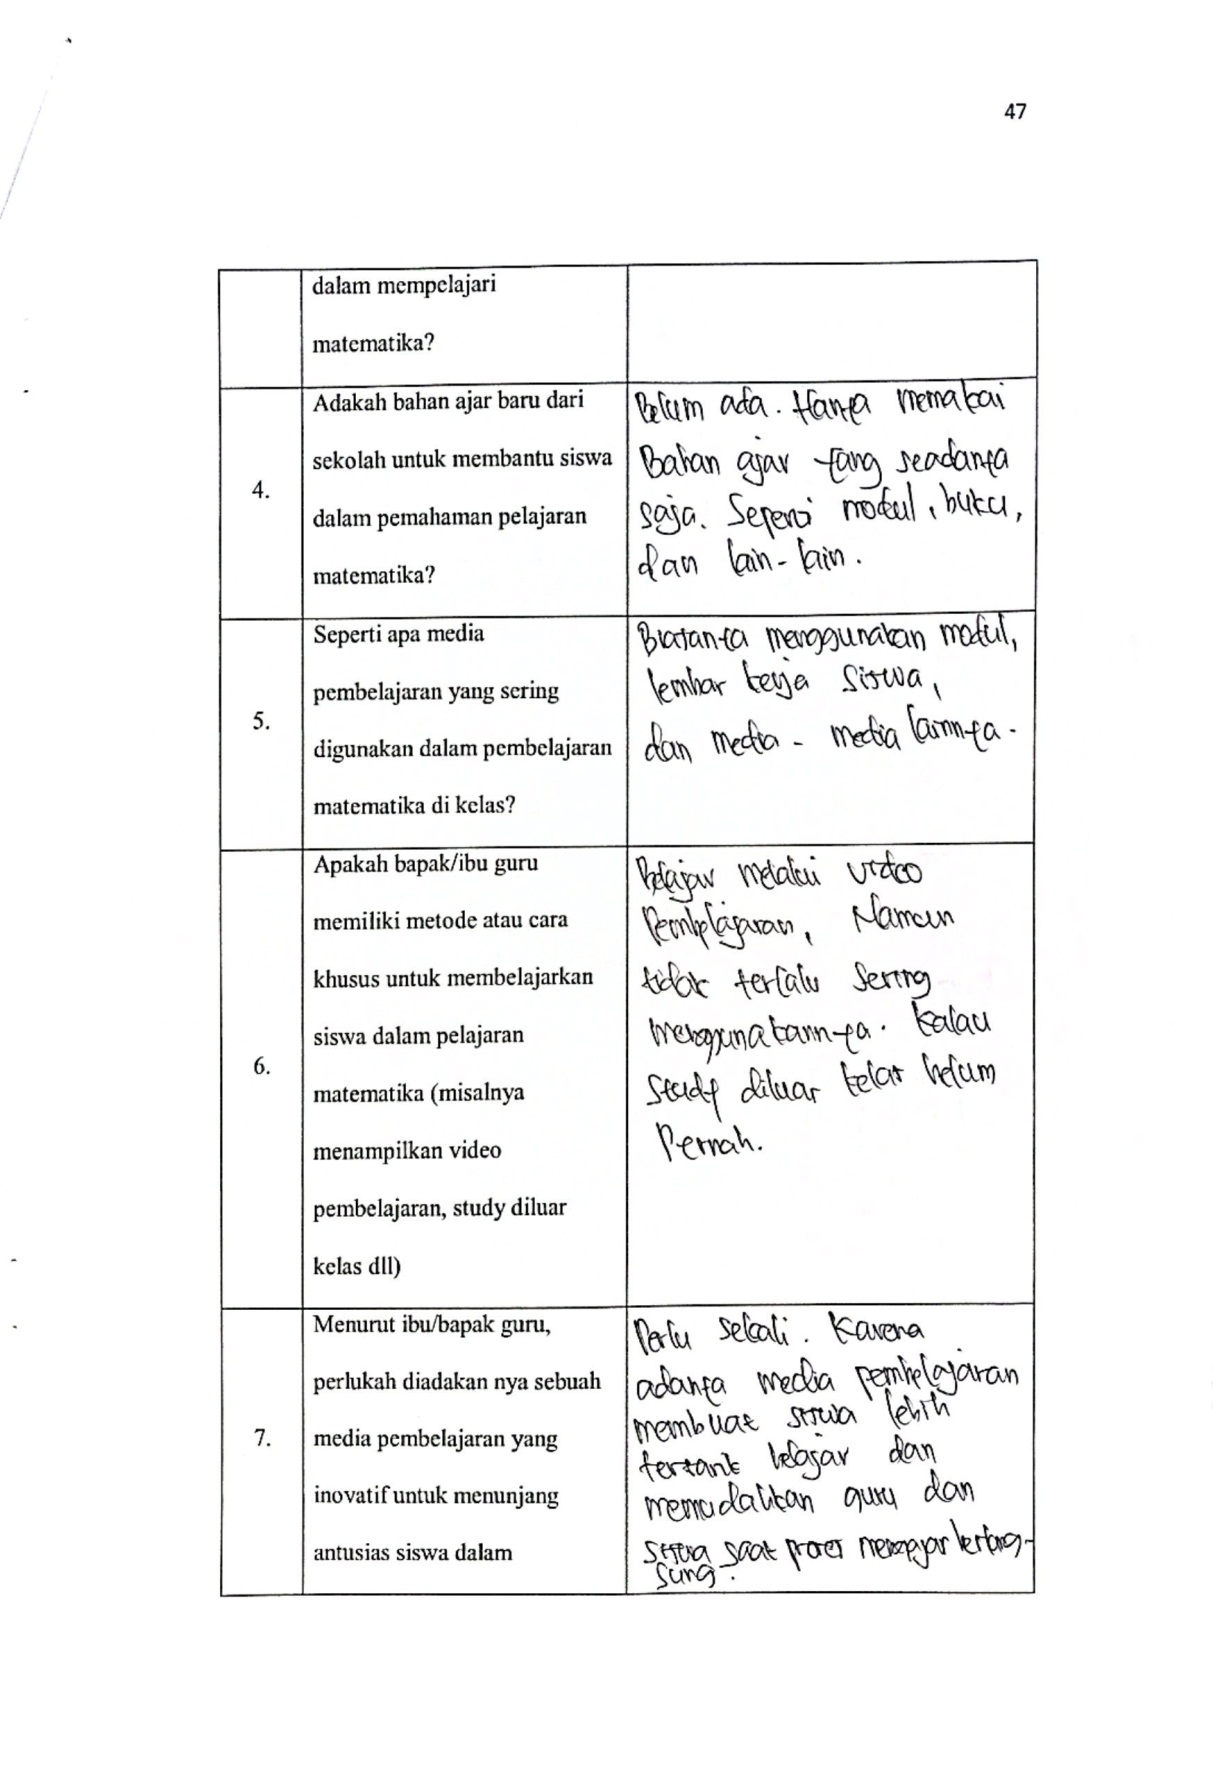 47
dalam mempelajari
matematika?
4.
Adakah bahan ajar baru dari
sekolah untuk membantu siswa
dalam pemahaman pelajaran
matematika?
Belum ada. Hanya memakai
Bahan ajar yang seadanya
saja. Seperti modul, buku,
dan lain-lain.
5.
Seperti apa media
pembelajaran yang sering
digunakan dalam pembelajaran
matematika di kelas?
Biasanya menggunakan modul,
lembar kerja siswa,
dan media - media lainnya.
6.
Apakah bapak/ibu guru
memiliki metode atau cara
khusus untuk membelajarkan
siswa dalam pelajaran
matematika (misalnya
menampilkan video
pembelajaran, study diluar
kelas dll)
Belajar melalui video
Pembelajaran, Namun
tidak terlalu sering
menggunakannya. Kalau
study diluar kelas belum
Pernah.
7.
Menurut ibu/bapak guru,
perlukah diadakan nya sebuah
media pembelajaran yang
inovatif untuk menunjang
antusias siswa dalam
Perlu sekali. Karena
adanya media pembelajaran
membuat siswa lebih
tertarik belajar dan
memudahkan guru dan
siswa saat proses mengajar berlang-
sung.